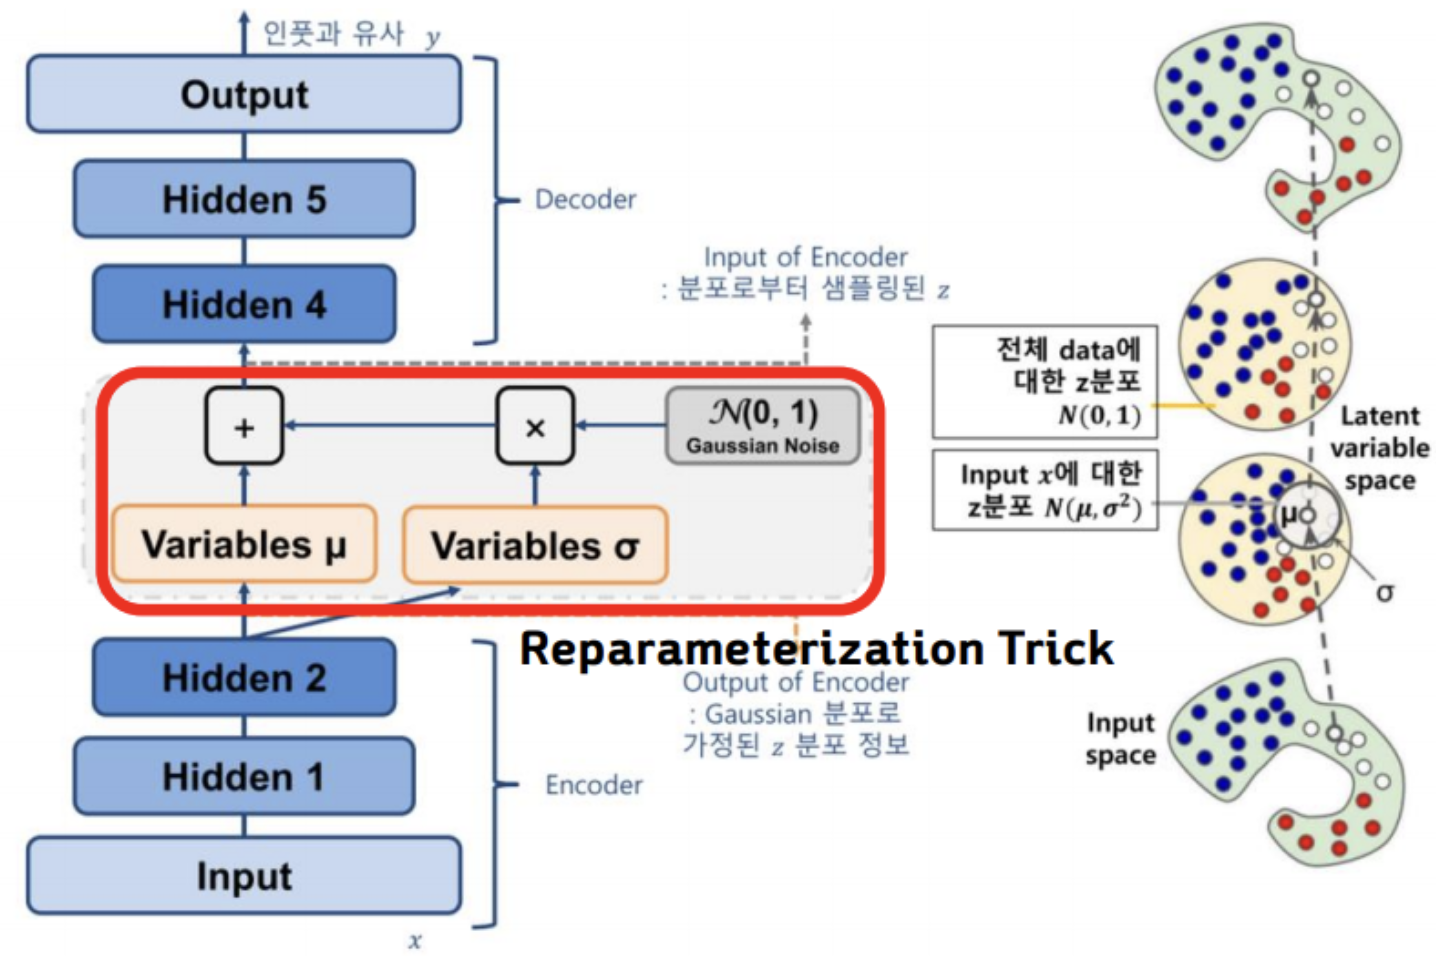 인풋과 유사 y
Output
Hidden 5
Decoder
Hidden 4
Input of Encoder
: 분포로부터 샘플링된 z
+
×
𝒩(0, 1)
Gaussian Noise
Variables μ
Variables σ
Reparameterization Trick
Hidden 2
Output of Encoder
: Gaussian 분포로
가정된 z 분포 정보
Hidden 1
Encoder
Input
x
전체 data에
대한 z분포
N(0, 1)
Latent
variable
space
Input x에 대한
z분포 N(μ, σ²)
μ
σ
Input
space